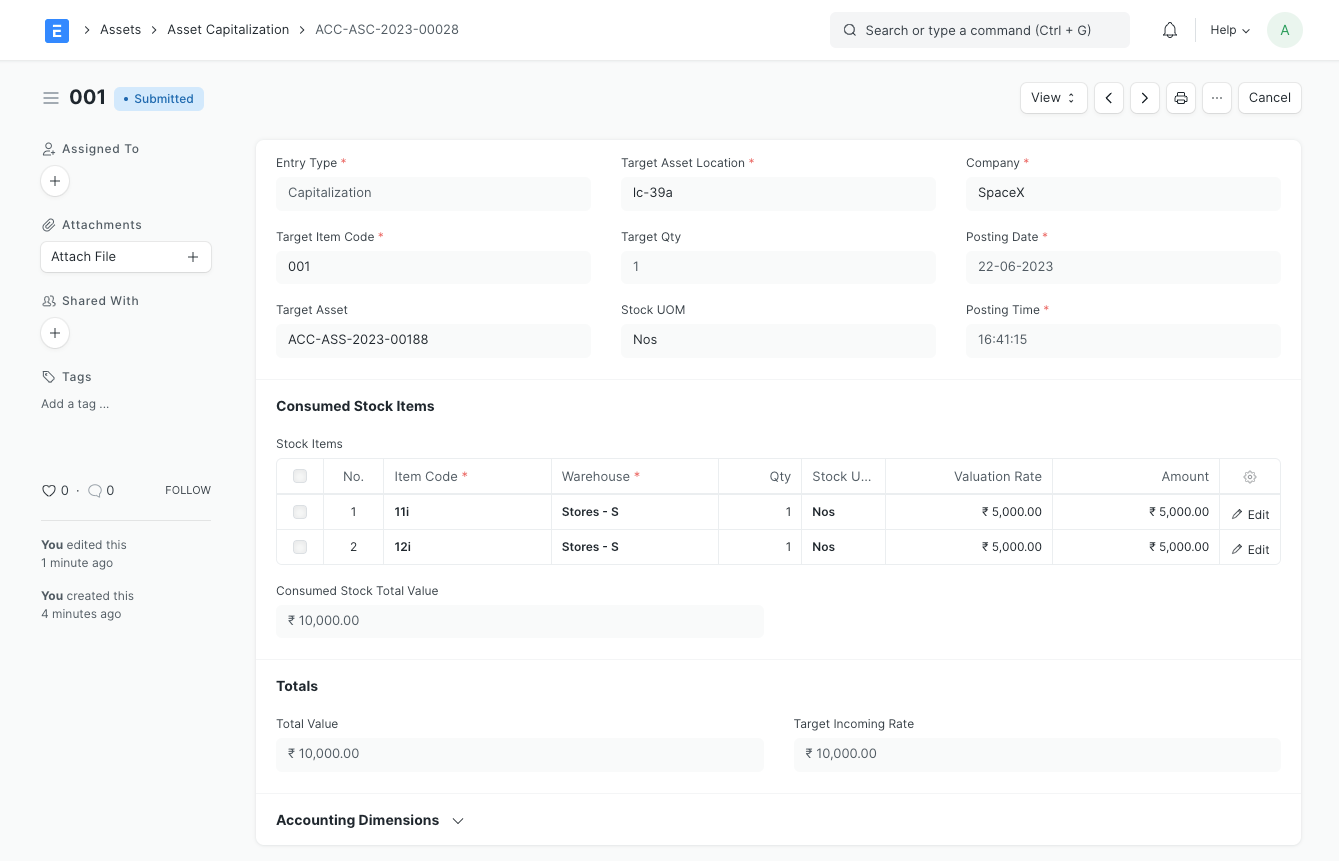 E > Assets > Asset Capitalization > ACC-ASC-2023-00028 Search or type a command (Ctrl + G) Help A
001 • Submitted View ... Cancel
Assigned To
Attachments
Attach File
Shared With
Tags
Add a tag ...
0 · 0 FOLLOW
You edited this
1 minute ago
You created this
4 minutes ago
Entry Type * Target Asset Location * Company *
Capitalization lc-39a SpaceX
Target Item Code * Target Qty Posting Date *
001 1 22-06-2023
Target Asset Stock UOM Posting Time *
ACC-ASS-2023-00188 Nos 16:41:15
Consumed Stock Items
Stock Items
No. Item Code * Warehouse * Qty Stock U... Valuation Rate Amount
1 11i Stores - S 1 Nos ₹ 5,000.00 ₹ 5,000.00 Edit
2 12i Stores - S 1 Nos ₹ 5,000.00 ₹ 5,000.00 Edit
Consumed Stock Total Value
₹ 10,000.00
Totals
Total Value Target Incoming Rate
₹ 10,000.00 ₹ 10,000.00
Accounting Dimensions